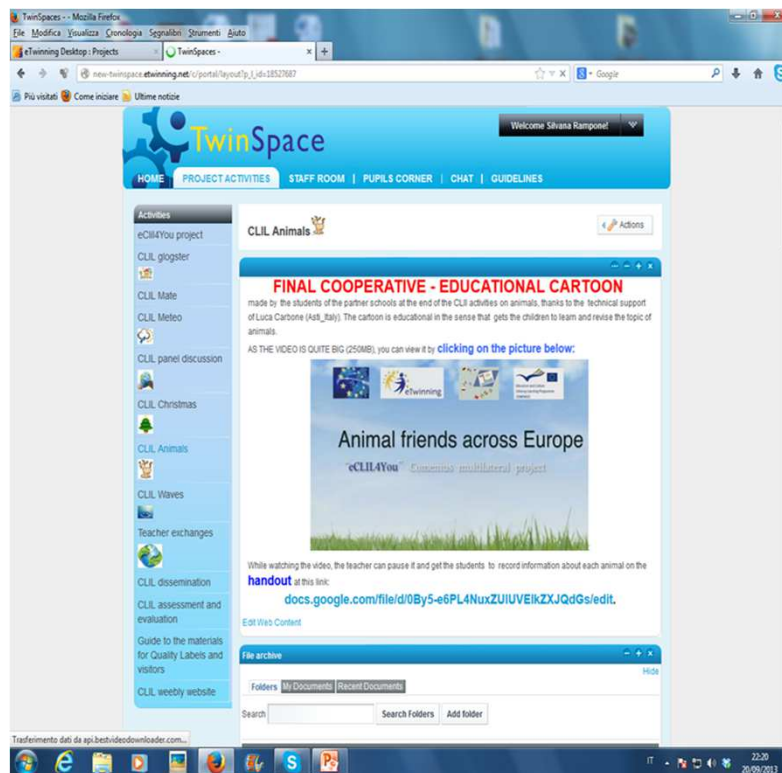 TwinSpaces - - Mozilla Firefox
File Modifica Visualizza Cronologia Segnalibri Strumenti Aiuto
eTwinning Desktop : Projects × TwinSpaces - × +
new-twinspace.etwinning.net/c/portal/layout?p_l_id=18527687 Google
Più visitati Come iniziare Ultime notizie
TwinSpace
Welcome Silvana Rampone!
HOME PROJECT ACTIVITIES STAFF ROOM | PUPILS CORNER | CHAT | GUIDELINES
Activities
eClil4You project
CLIL glogster
CLIL Mate
CLIL Meteo
CLIL panel discussion
CLIL Christmas
CLIL Animals
CLIL Waves
Teacher exchanges
CLIL dissemination
CLIL assessment and
evaluation
Guide to the materials
for Quality Labels and
visitors
CLIL weebly website
CLIL Animals
Actions
FINAL COOPERATIVE - EDUCATIONAL CARTOON
made by the students of the partner schools at the end of the CLIl activities on animals, thanks to the technical support
of Luca Carbone (Asti_Italy). The cartoon is educational in the sense that gets the children to learn and revise the topic of
animals.
AS THE VIDEO IS QUITE BIG (250MB), you can view it by clicking on the picture below:
eTwinning
Animal friends across Europe
"eCLIL4You" Comenius multilateral project
While watching the video, the teacher can pause it and get the students to record information about each animal on the
handout at this link:
docs.google.com/file/d/0By5-e6PL4NuxZUlUVElkZXJQdGs/edit.
Edit Web Content
File archive
Hide
Folders My Documents Recent Documents
Search Search Folders Add folder
Trasferimento dati da api.bestvideodownloader.com...
IT 22:20
20/09/2013